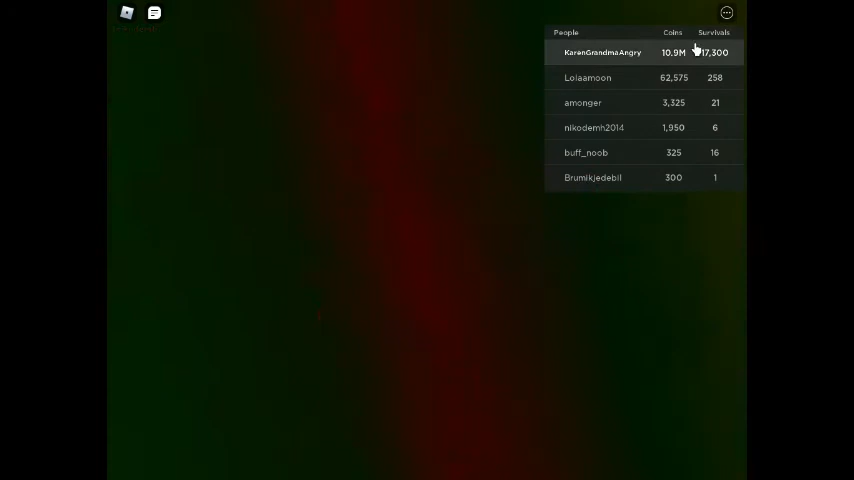 People Coins Survivals
KarenGrandmaAngry 10.9M 17,300
Lolaamoon 62,575 258
amonger 3,325 21
nikodemh2014 1,950 6
buff_noob 325 16
Brumikjedebil 300 1